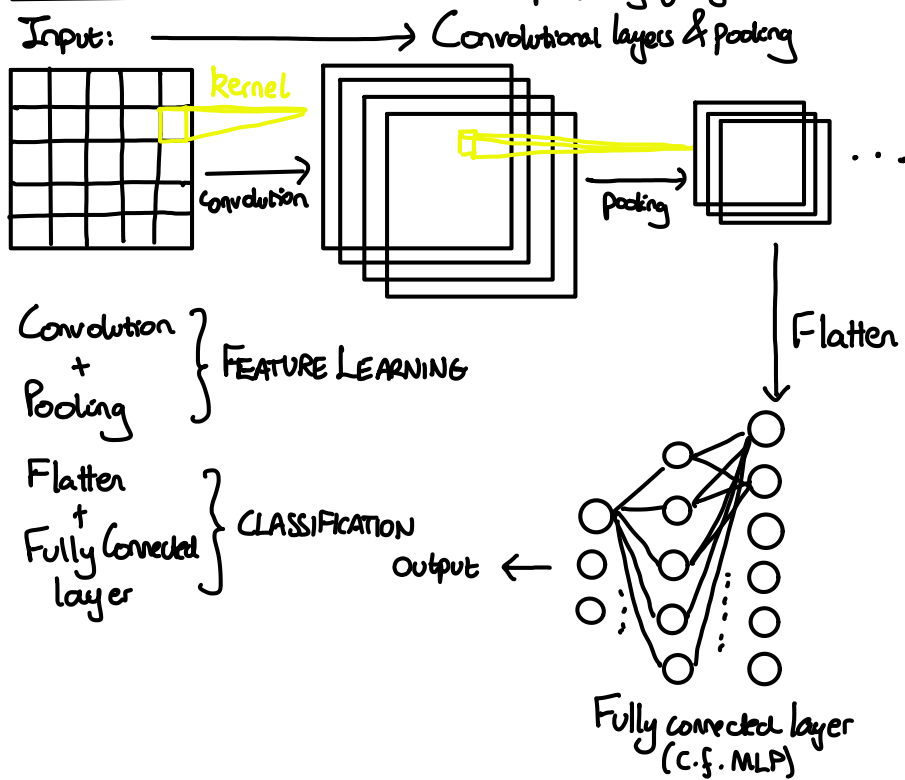 Input:
Convolutional layers & pooling
kernel
convolution
pooling
Flatten
Convolution
+
Pooling
FEATURE LEARNING
Flatten
+
Fully Connected
layer
CLASSIFICATION
Output
Fully connected layer
(c.f. MLP)